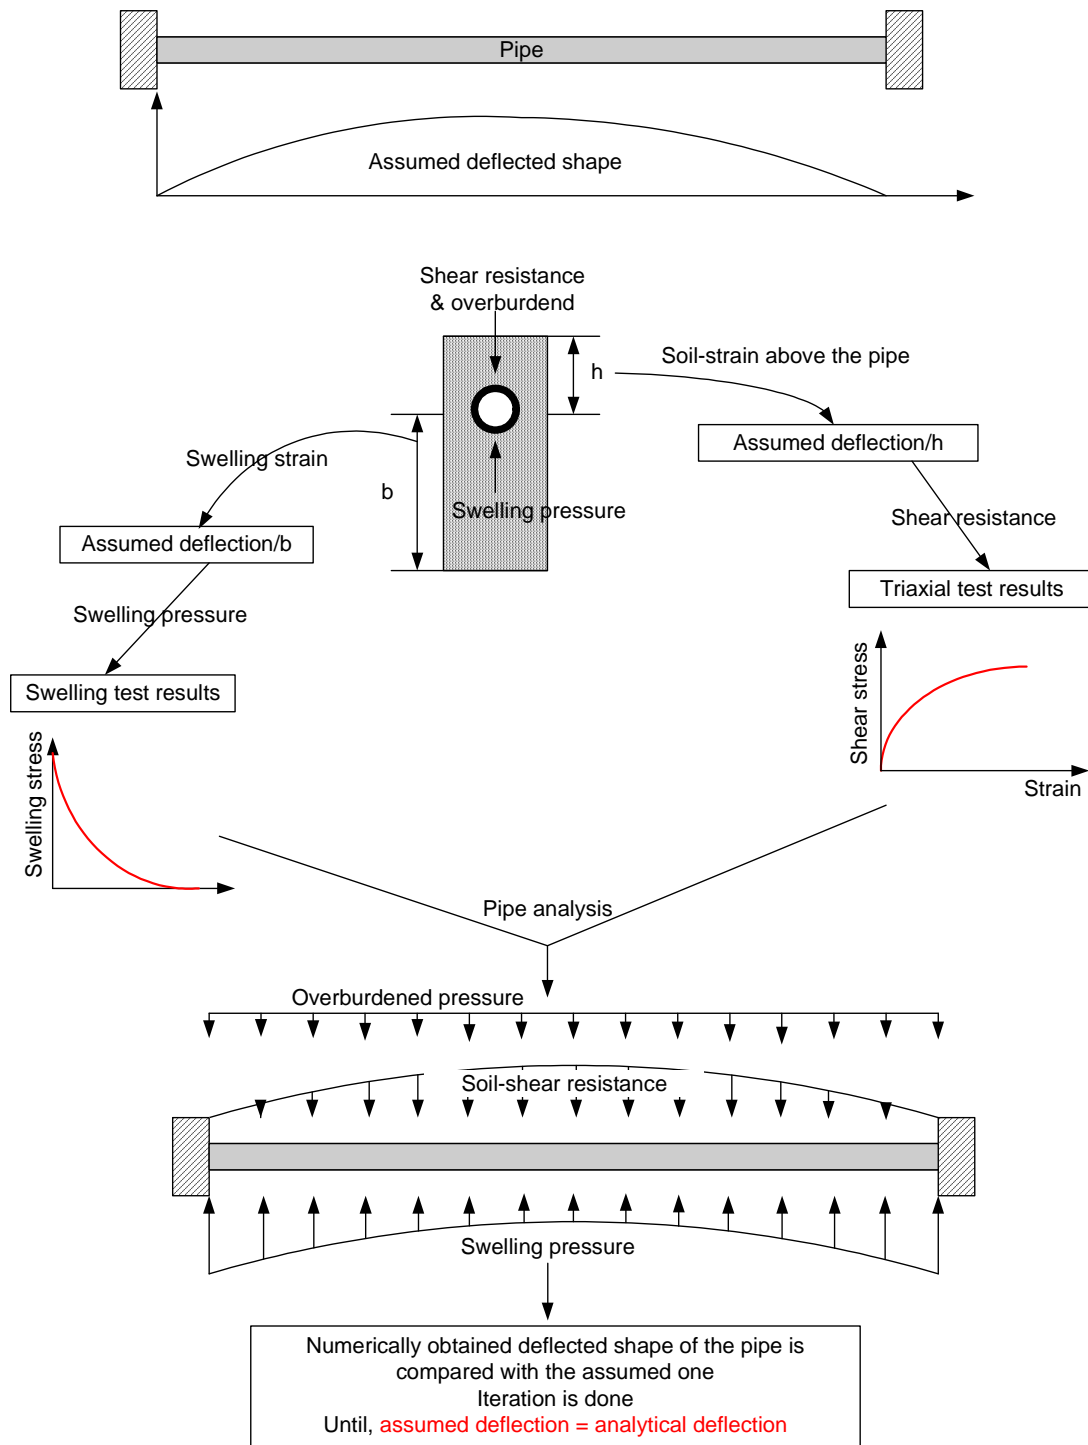 Pipe
Assumed deflected shape
Shear resistance
& overburdend
h
Soil-strain above the pipe
Assumed deflection/h
Swelling strain
b
Swelling pressure
Shear resistance
Assumed deflection/b
Triaxial test results
Swelling pressure
Swelling test results
Shear stress
Strain
Swelling stress
Pipe analysis
Overburdened pressure
Soil-shear resistance
Swelling pressure
Numerically obtained deflected shape of the pipe is
compared with the assumed one
Iteration is done
Until, assumed deflection = analytical deflection